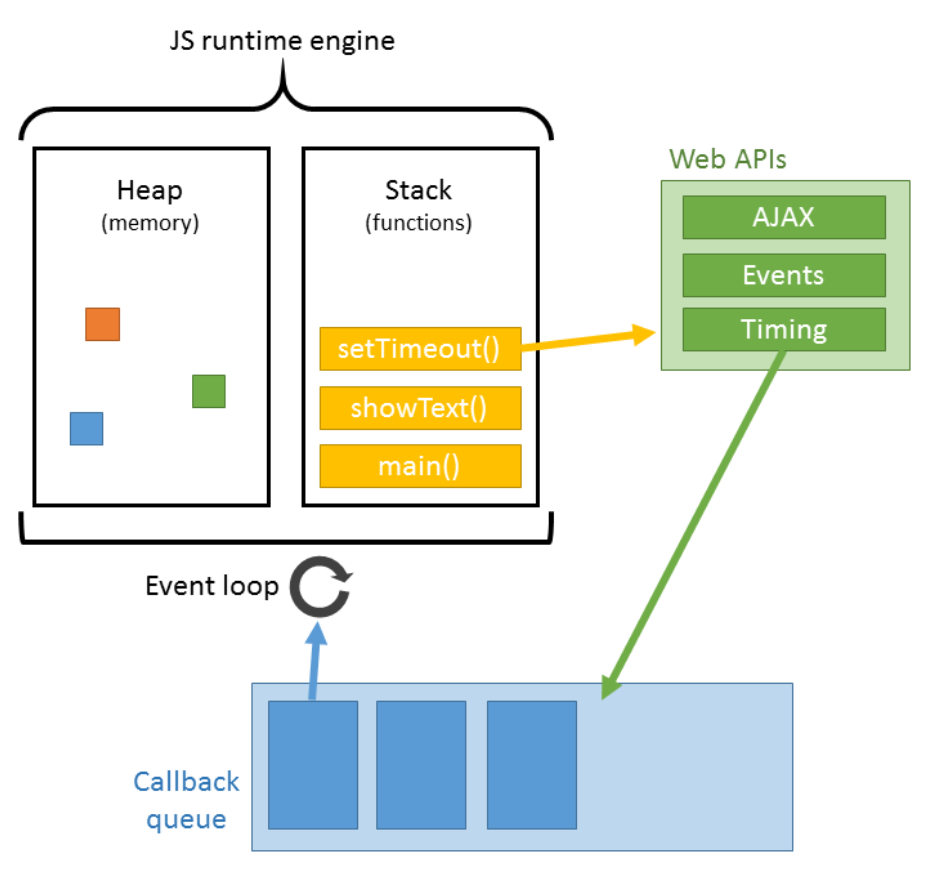 JS runtime engine
Heap
(memory)
Stack
(functions)
setTimeout()
showText()
main()
Web APIs
AJAX
Events
Timing
Event loop
Callback
queue